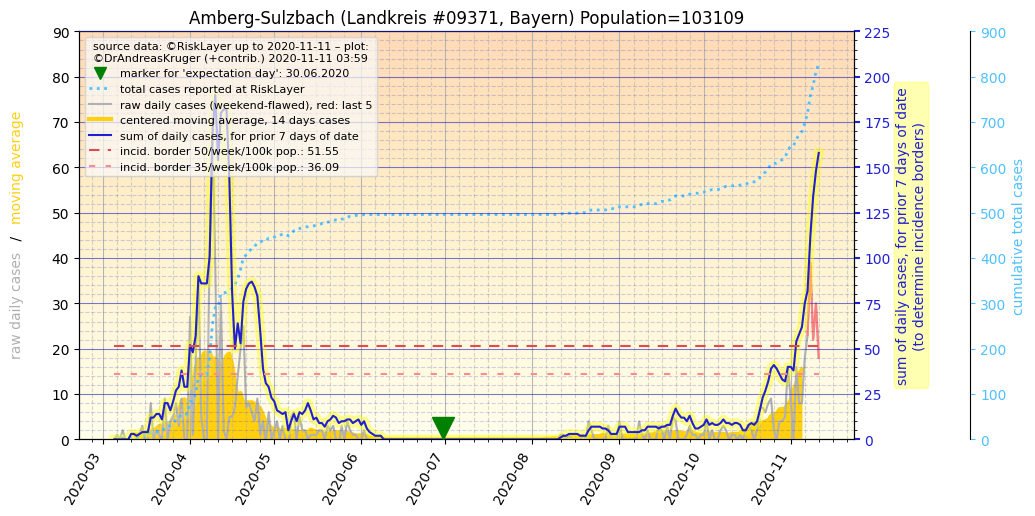 Amberg-Sulzbach (Landkreis #09371, Bayern) Population=103109
source data: ©RiskLayer up to 2020-11-11 – plot:
©DrAndreasKruger (+contrib.) 2020-11-11 03:59
marker for 'expectation day': 30.06.2020
total cases reported at RiskLayer
raw daily cases (weekend-flawed), red: last 5
centered moving average, 14 days cases
sum of daily cases, for prior 7 days of date
incid. border 50/week/100k pop.: 51.55
incid. border 35/week/100k pop.: 36.09
raw daily cases / moving average
90
80
70
60
50
40
30
20
10
0
2020-03
2020-04
2020-05
2020-06
2020-07
2020-08
2020-09
2020-10
2020-11
225
200
175
150
125
100
75
50
25
0
sum of daily cases, for prior 7 days of date
(to determine incidence borders)
900
800
700
600
500
400
300
200
100
0
cumulative total cases